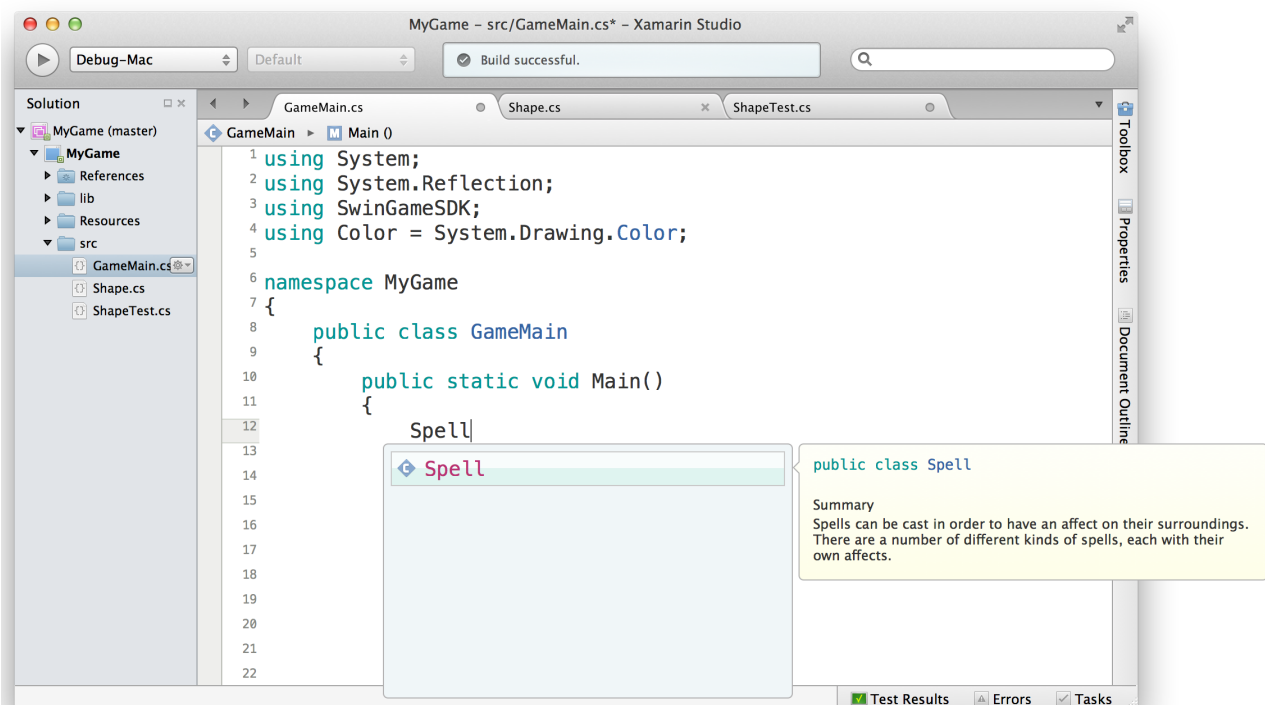 MyGame – src/GameMain.cs* – Xamarin Studio
Debug-Mac
Default
Build successful.
Solution
GameMain.cs
Shape.cs
ShapeTest.cs
MyGame (master)
MyGame
References
lib
Resources
src
GameMain.cs
Shape.cs
ShapeTest.cs
GameMain ▸ M Main ()
1 using System;
2 using System.Reflection;
3 using SwinGameSDK;
4 using Color = System.Drawing.Color;
5
6 namespace MyGame
7 {
8 public class GameMain
9 {
10 public static void Main()
11 {
12 Spell
13
14
15
16
17
18
19
20
21
22
C Spell
public class Spell
Summary
Spells can be cast in order to have an affect on their surroundings.
There are a number of different kinds of spells, each with their
own affects.
Toolbox
Properties
Document Outline
Test Results
Errors
Tasks